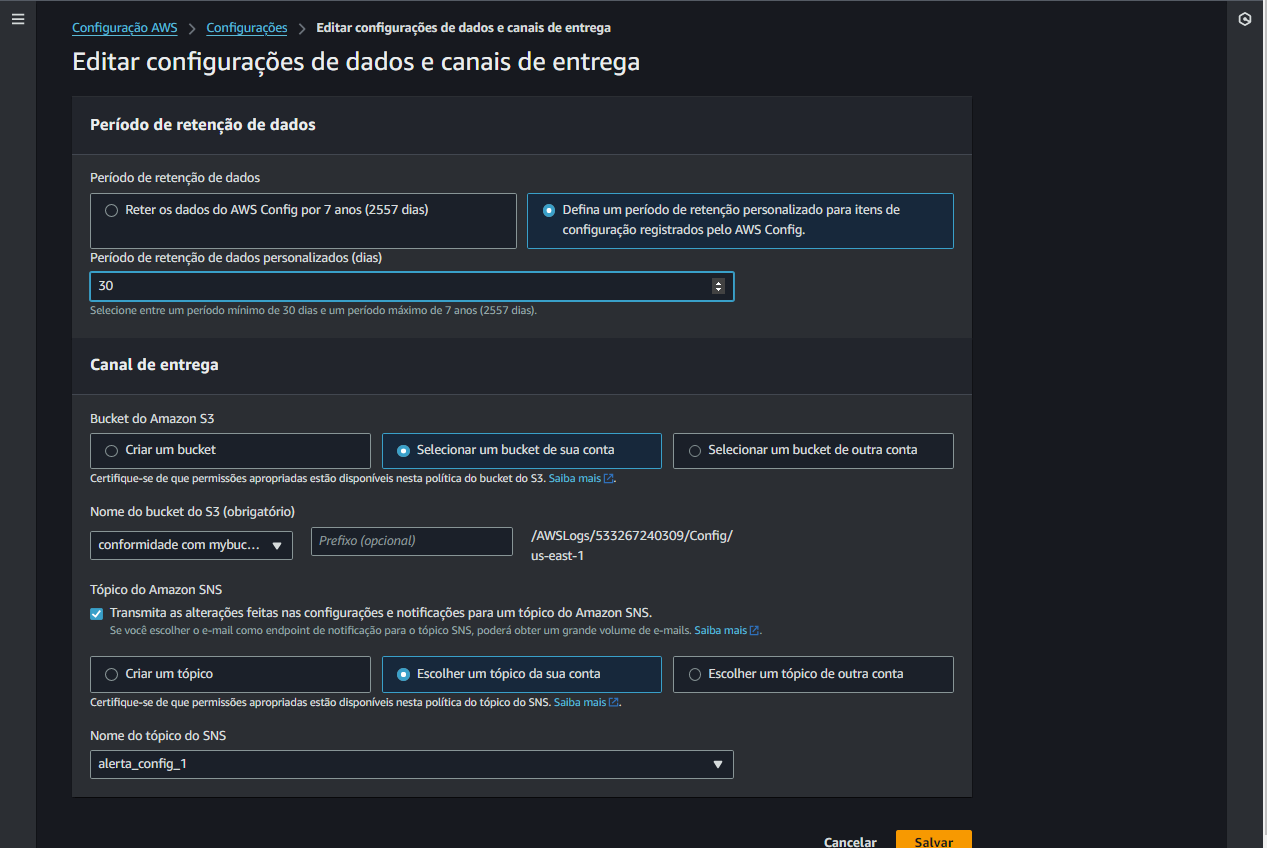 Configuração AWS > Configurações > Editar configurações de dados e canais de entrega
Editar configurações de dados e canais de entrega
Período de retenção de dados
Período de retenção de dados
Reter os dados do AWS Config por 7 anos (2557 dias)
Defina um período de retenção personalizado para itens de
configuração registrados pelo AWS Config.
Período de retenção de dados personalizados (dias)
30
Selecione entre um período mínimo de 30 dias e um período máximo de 7 anos (2557 dias).
Canal de entrega
Bucket do Amazon S3
Criar um bucket
Selecionar um bucket de sua conta
Selecionar um bucket de outra conta
Certifique-se de que permissões apropriadas estão disponíveis nesta política do bucket do S3. Saiba mais.
Nome do bucket do S3 (obrigatório)
conformidade com mybuc...
Prefixo (opcional)
/AWSLogs/533267240309/Config/
us-east-1
Tópico do Amazon SNS
Transmita as alterações feitas nas configurações e notificações para um tópico do Amazon SNS.
Se você escolher o e-mail como endpoint de notificação para o tópico SNS, poderá obter um grande volume de e-mails. Saiba mais.
Criar um tópico
Escolher um tópico da sua conta
Escolher um tópico de outra conta
Certifique-se de que permissões apropriadas estão disponíveis nesta política do tópico do SNS. Saiba mais.
Nome do tópico do SNS
alerta_config_1
Cancelar
Salvar